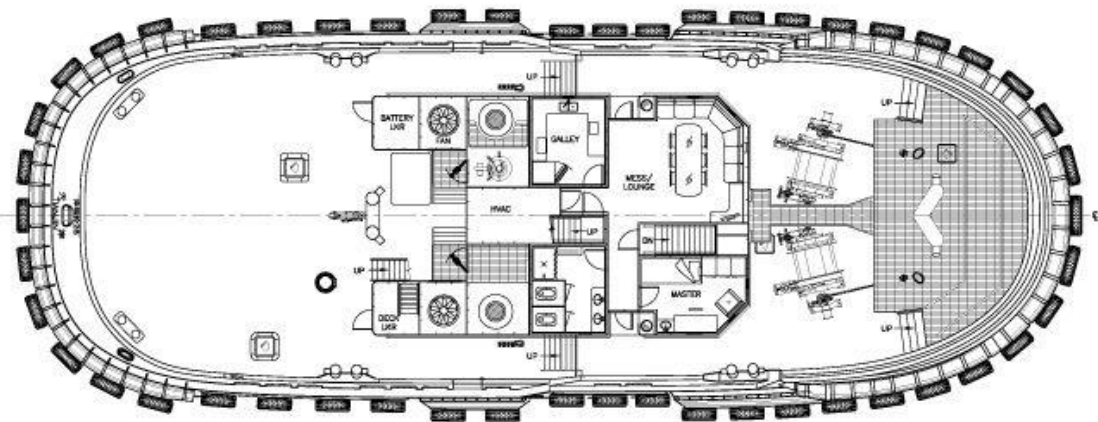 UP
BATTERY
LKR
FAN
GALLEY
UP
MESS/
LOUNGE
HVAC
UP
DN
UP
MASTER
DECK
LKR
UP
UP